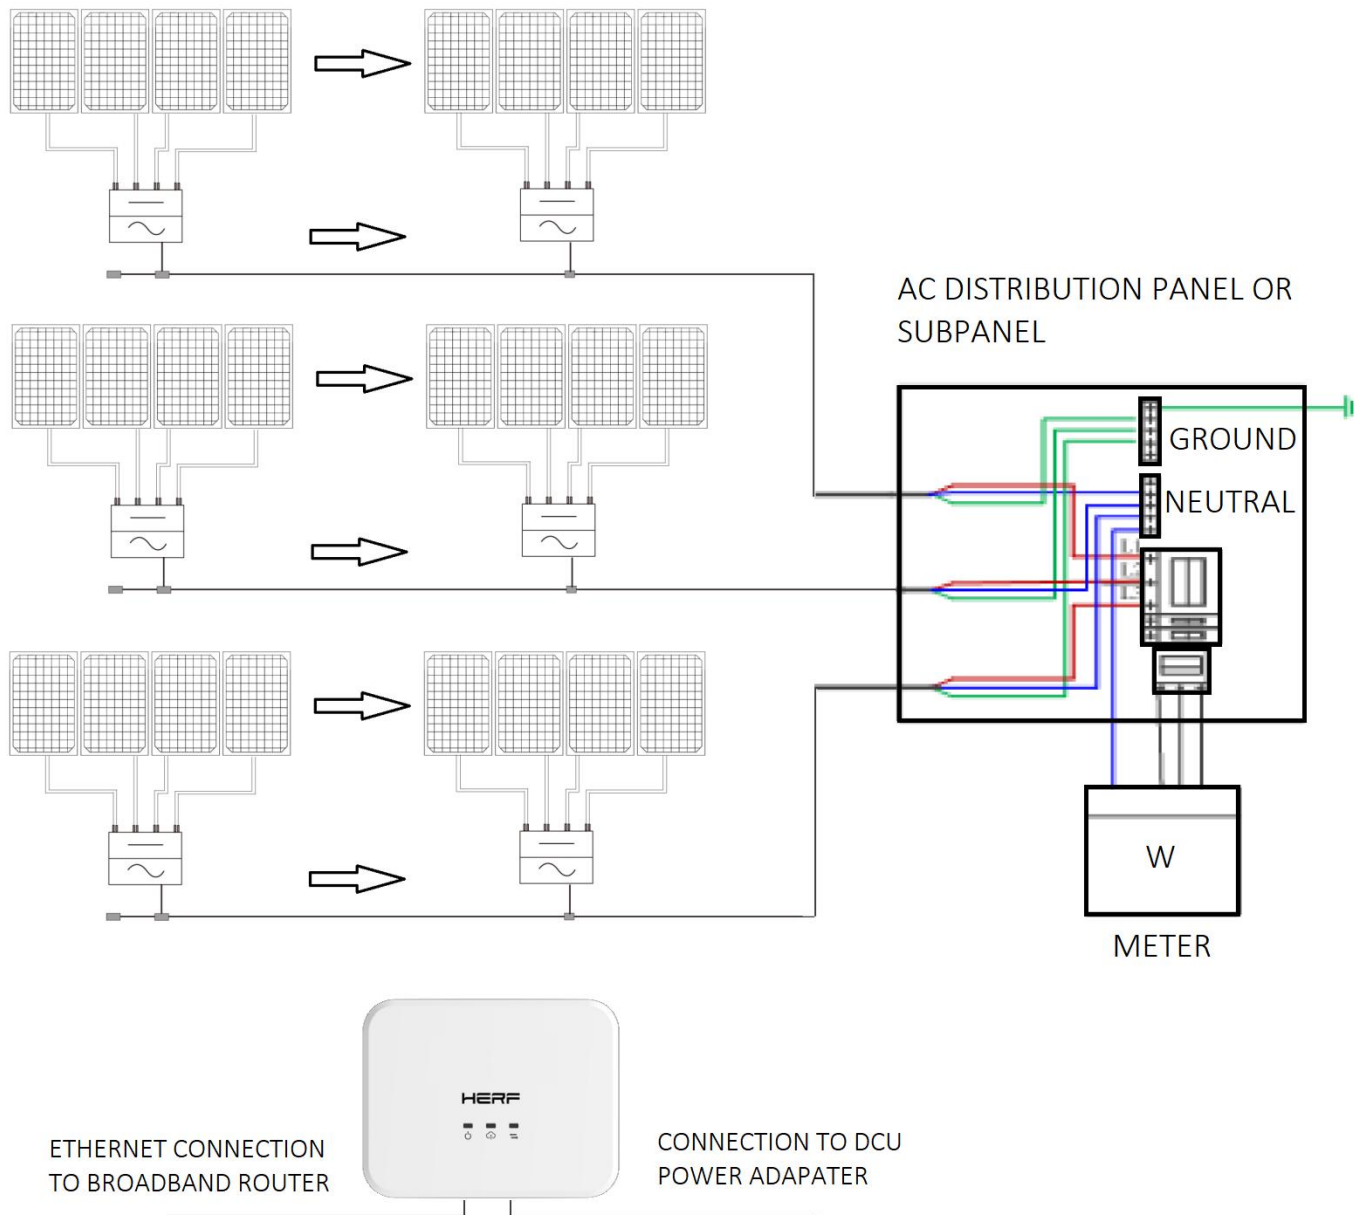 AC DISTRIBUTION PANEL OR
SUBPANEL
GROUND
NEUTRAL
W
METER
HERF
ETHERNET CONNECTION
TO BROADBAND ROUTER
CONNECTION TO DCU
POWER ADAPATER